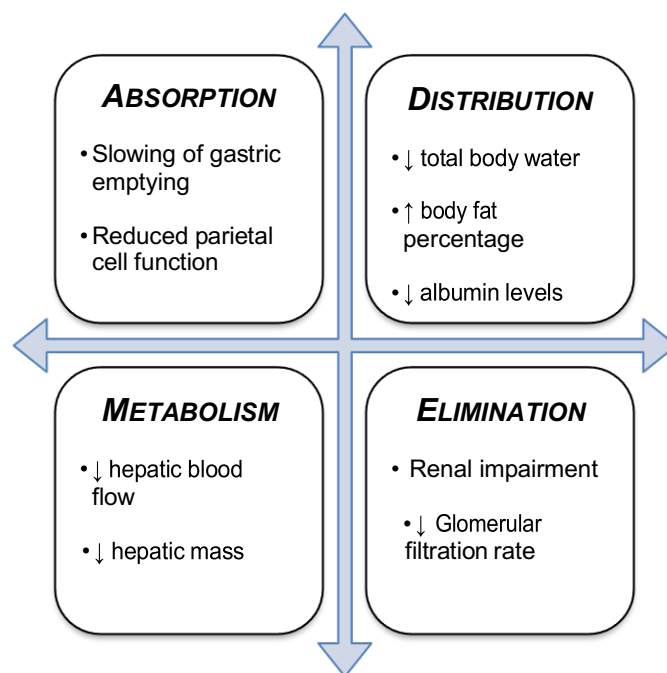 ABSORPTION
• Slowing of gastric
emptying
• Reduced parietal
cell function
DISTRIBUTION
• ↓ total body water
• ↑ body fat
percentage
• ↓ albumin levels
METABOLISM
• ↓ hepatic blood
flow
• ↓ hepatic mass
ELIMINATION
• Renal impairment
• ↓ Glomerular
filtration rate